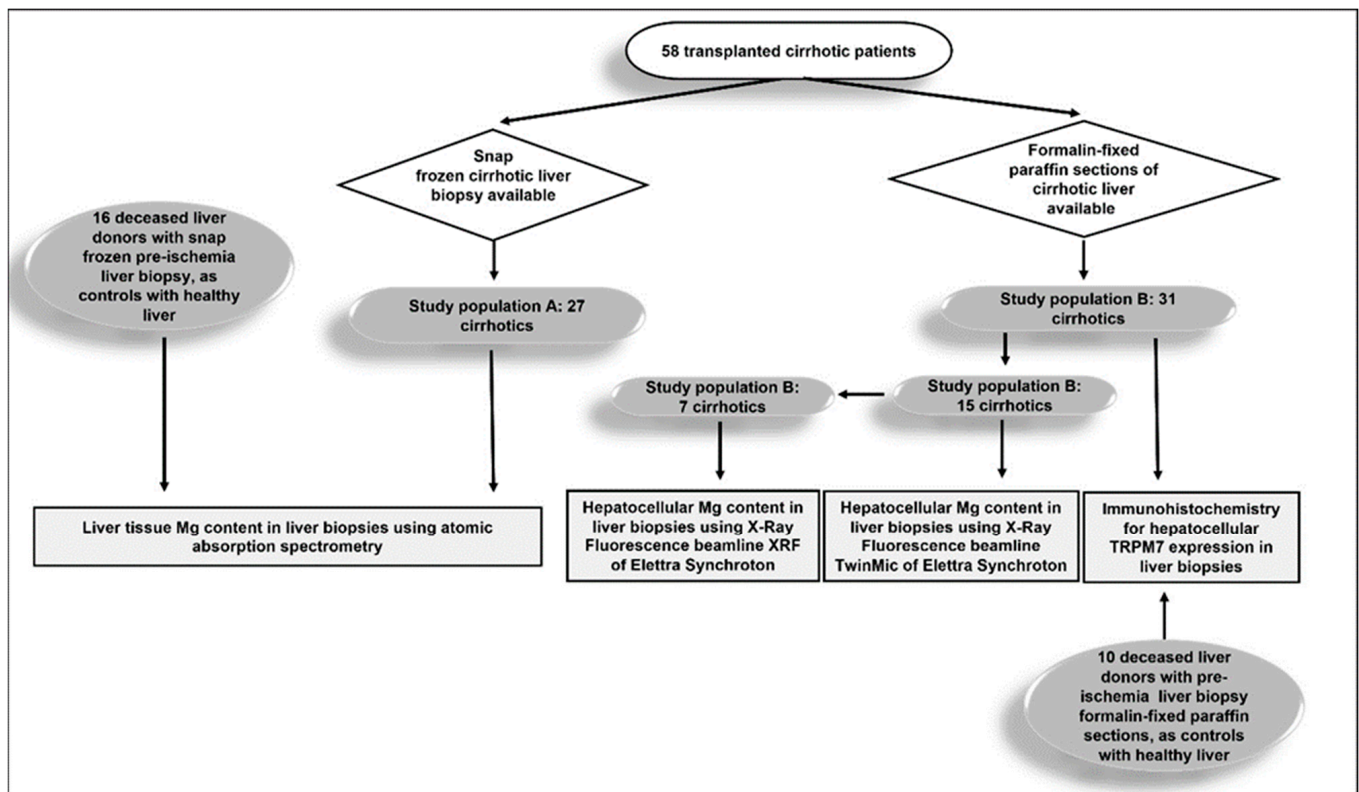 58 transplanted cirrhotic patients
Snap
frozen cirrhotic liver
biopsy available
Formalin-fixed
paraffin sections of
cirrhotic liver
available
16 deceased liver
donors with snap
frozen pre-ischemia
liver biopsy, as
controls with healthy
liver
Study population A: 27
cirrhotics
Study population B: 31
cirrhotics
Study population B:
7 cirrhotics
Study population B:
15 cirrhotics
Liver tissue Mg content in liver biopsies using atomic
absorption spectrometry
Hepatocellular Mg content in
liver biopsies using X-Ray
Fluorescence beamline XRF
of Elettra Synchroton
Hepatocellular Mg content in
liver biopsies using X-Ray
Fluorescence beamline
TwinMic of Elettra Synchroton
Immunohistochemistry
for hepatocellular
TRPM7 expression in
liver biopsies
10 deceased liver
donors with pre-
ischemia liver biopsy
formalin-fixed paraffin
sections, as controls
with healthy liver